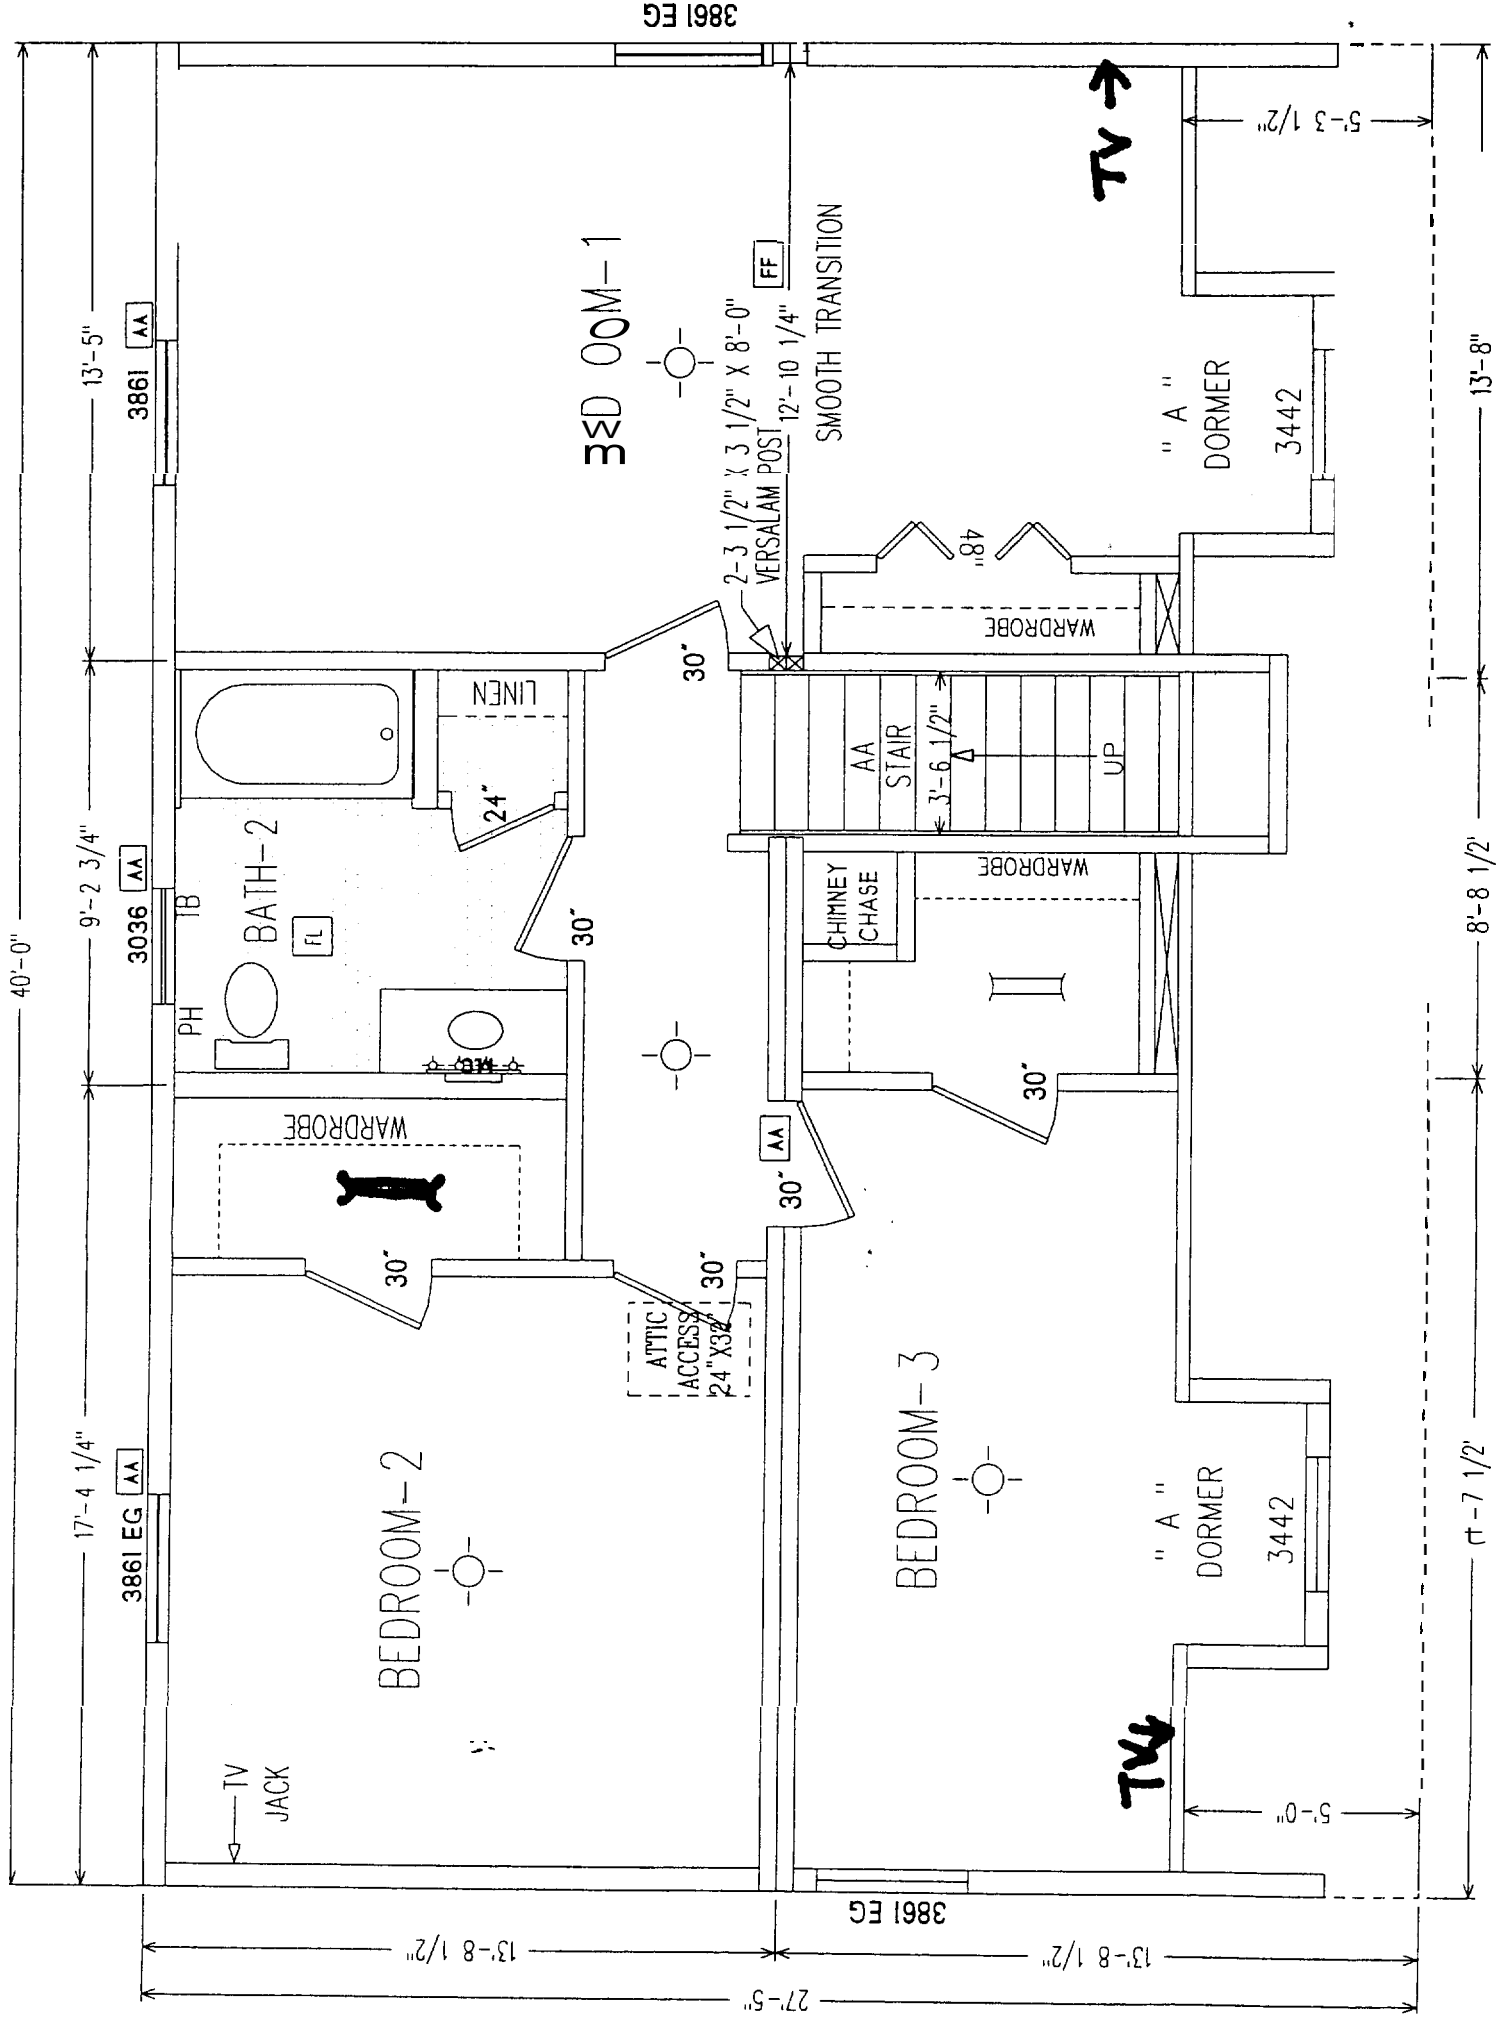 40'-0"
17'-4 1/4"
9'-2 3/4"
13'-5"
3861 EG
AA
3036
AA
3861
AA
PH
TB
TV
JACK
BEDROOM-2
WARDROBE
30"
BATH-2
FL
24"
LINEN
30"
ATTIC
ACCESS
24"X
30"
30"
3861 EG
2-3 1/2" X 3 1/2" X 8'-0"
VERSALAM POST
12'-10 1/4"
FF
SMOOTH TRANSITION
AA
30"
CHIMNEY
CHASE
WARDROBE
30"
AA
STAIR
3'-6 1/2"
UP
WARDROBE
48"
BEDROOM-3
3861 EG
TV
TV
" A "
DORMER
3442
" A "
DORMER
3442
5'-0"
5'-3 1/2"
-7 1/2'
8'-8 1/2'
13'-8"
13'-8 1/2"
13'-8 1/2"
27'-5"